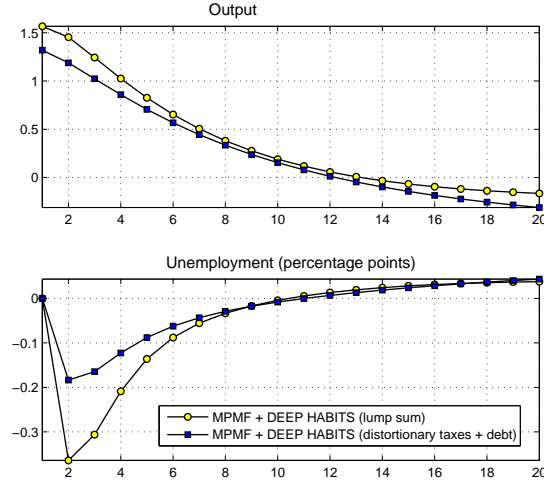 Output
1.5
1
0.5
0
2 4 6 8 10 12 14 16 18 20
Unemployment (percentage points)
0
−0.1
−0.2
−0.3
MPMF + DEEP HABITS (lump sum)
MPMF + DEEP HABITS (distortionary taxes + debt)
2 4 6 8 10 12 14 16 18 20